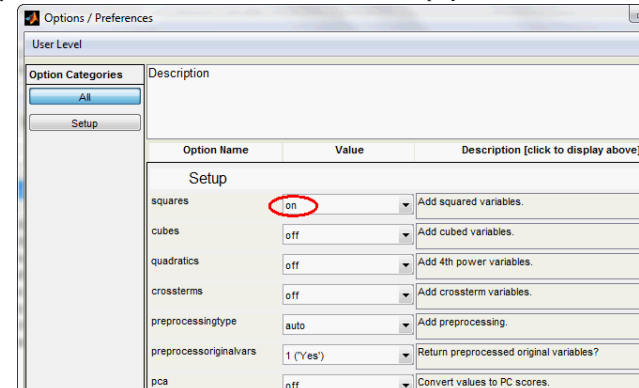 Options / Preferences
User Level
Option Categories
Description
All
Setup
Option Name Value Description [click to display above]
Setup
squares on Add squared variables.
cubes off Add cubed variables.
quadratics off Add 4th power variables.
crossterms off Add crossterm variables.
preprocessingtype auto Add preprocessing.
preprocessoriginalvars 1 ('Yes') Return preprocessed original variables?
pca off Convert values to PC scores.